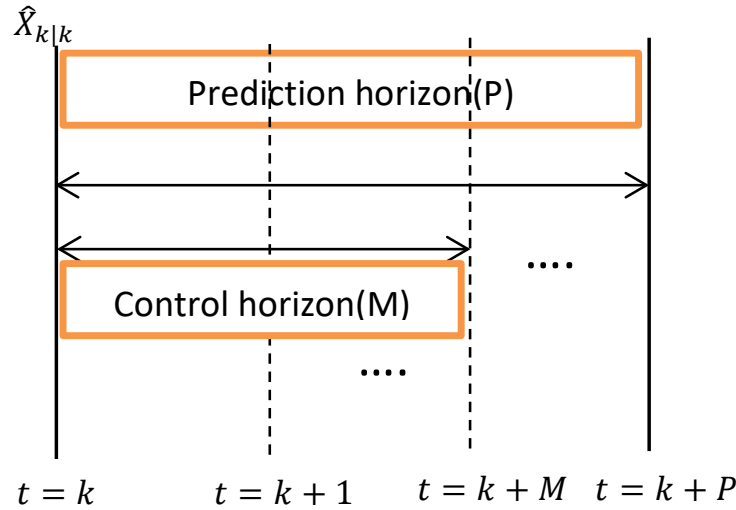 X̂k|k
Prediction horizon(P)
....
Control horizon(M)
....
t = k
t = k + 1
t = k + M
t = k + P